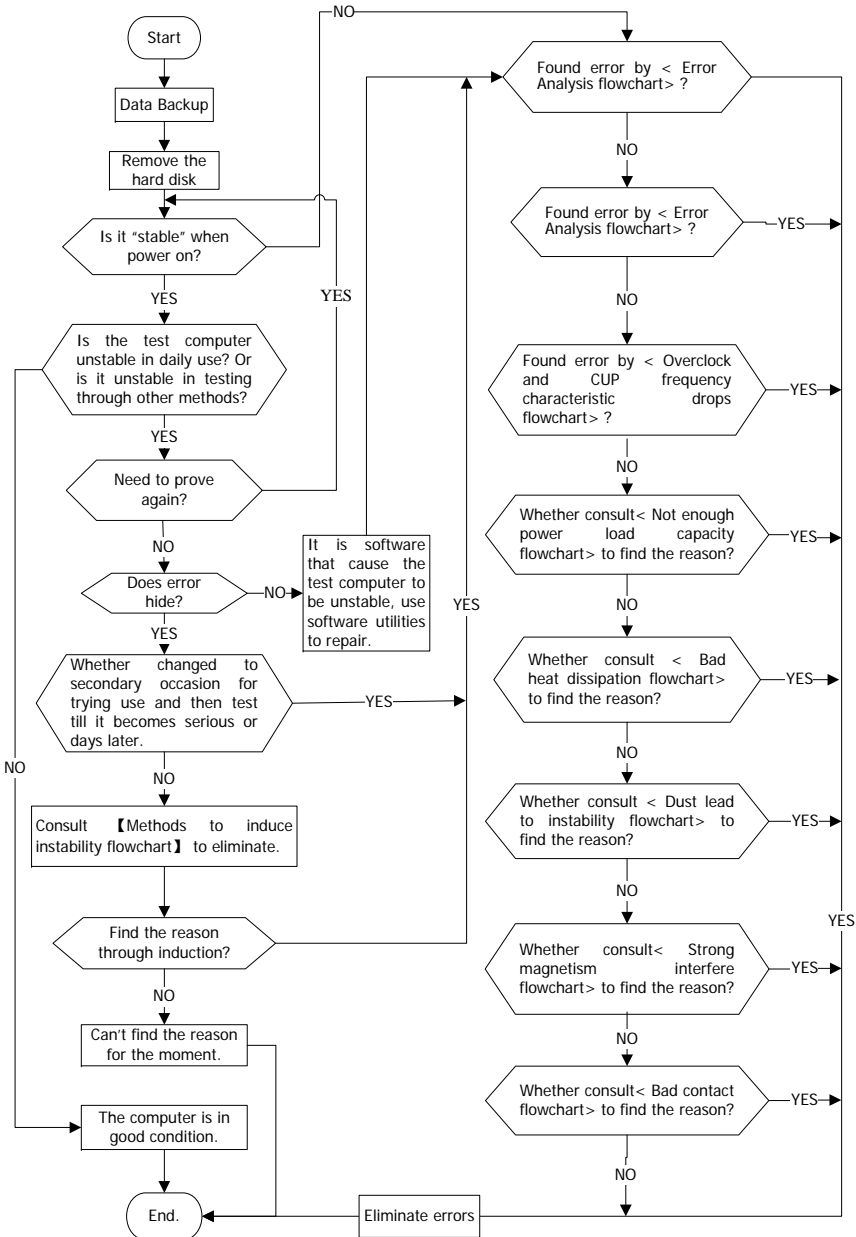 Start
Data Backup
Remove the
hard disk
Is it “stable” when
power on?
NO
YES
YES
Is the test computer
unstable in daily use? Or
is it unstable in testing
through other methods?
YES
NO
Need to prove
again?
NO
Does error
hide?
NO
It is software
that cause the
test computer to
be unstable, use
software utilities
to repair.
YES
YES
Whether changed to
secondary occasion for
trying use and then test
till it becomes serious or
days later.
YES
NO
Consult 【Methods to induce
instability flowchart】 to eliminate.
Find the reason
through induction?
NO
Can’t find the reason
for the moment.
The computer is in
good condition.
End.
Found error by < Error
Analysis flowchart> ?
NO
Found error by < Error
Analysis flowchart> ?
YES
NO
Found error by < Overclock
and CUP frequency
characteristic drops
flowchart> ?
YES
NO
Whether consult< Not enough
power load capacity
flowchart> to find the reason?
YES
NO
Whether consult < Bad
heat dissipation flowchart>
to find the reason?
YES
NO
Whether consult < Dust lead
to instability flowchart> to
find the reason?
YES
NO
YES
Whether consult< Strong
magnetism interfere
flowchart> to find the reason?
YES
NO
Whether consult< Bad contact
flowchart> to find the reason?
YES
NO
Eliminate errors